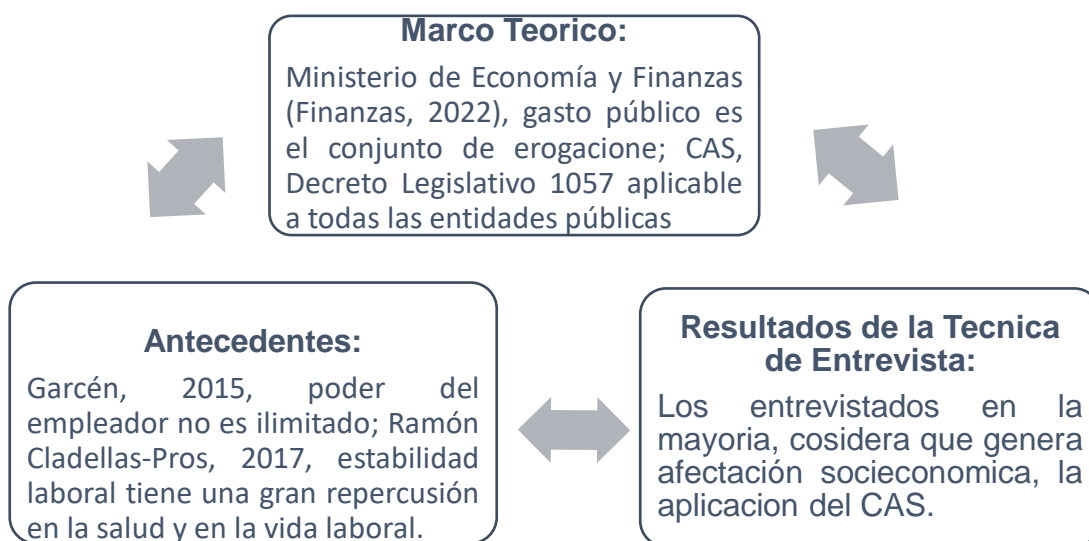 Marco Teorico:
Ministerio de Economía y Finanzas
(Finanzas, 2022), gasto público es
el conjunto de erogacione; CAS,
Decreto Legislativo 1057 aplicable
a todas las entidades públicas
Antecedentes:
Garcén, 2015, poder del
empleador no es ilimitado; Ramón
Cladellas-Pros, 2017, estabilidad
laboral tiene una gran repercusión
en la salud y en la vida laboral.
Resultados de la Tecnica
de Entrevista:
Los entrevistados en la
mayoria, cosidera que genera
afectación socieconomica, la
aplicacion del CAS.